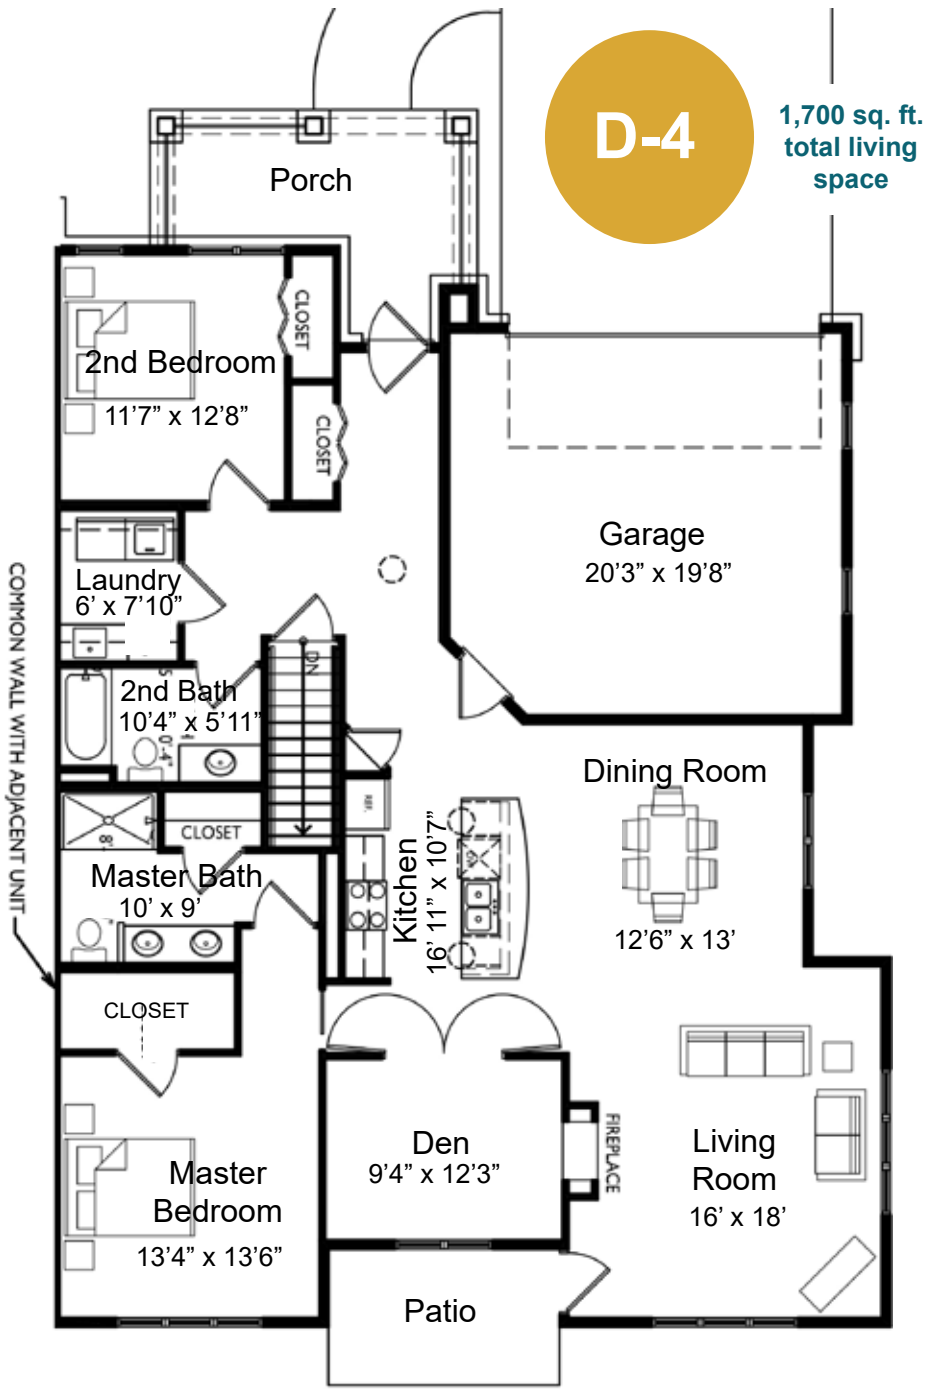 D-4
1,700 sq. ft.
total living
space
Porch
CLOSET
2nd Bedroom
11’7” x 12’8”
CLOSET
Garage
20’3” x 19’8”
Laundry
6’ x 7’10”
COMMON WALL WITH ADJACENT UNIT
DN
2nd Bath
10’4” x 5’11”
Dining Room
12’6” x 13’
REF.
CLOSET
Kitchen
16’ 11” x 10’7”
Master Bath
10’ x 9’
CLOSET
FIREPLACE
Den
9’4” x 12’3”
Living
Room
16’ x 18’
Master
Bedroom
13’4” x 13’6”
Patio